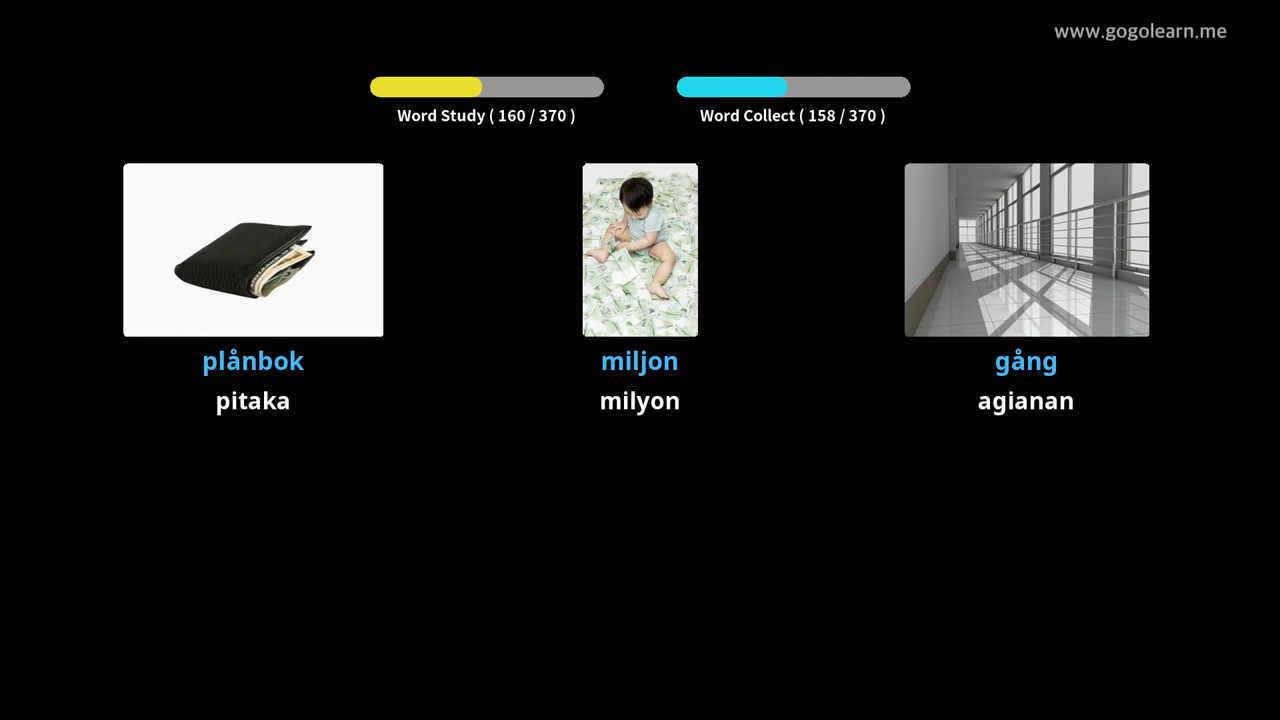 www.gogolearn.me
Word Study ( 160 / 370 )
Word Collect ( 158 / 370 )
plånbok
pitaka
miljon
milyon
gång
agianan